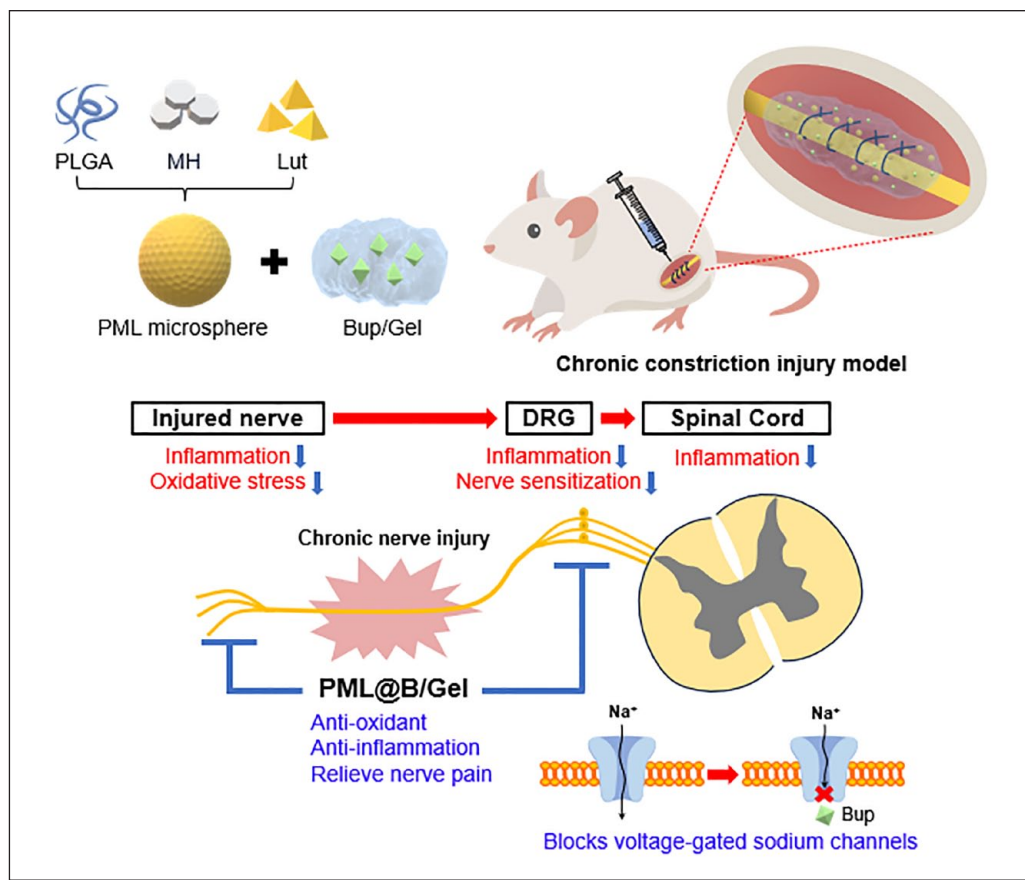 PLGA MH Lut
PML microsphere
Bup/Gel
Chronic constriction injury model
Injured nerve DRG Spinal Cord
Inflammation Inflammation Inflammation
Oxidative stress Nerve sensitization
Chronic nerve injury
PML@B/Gel
Anti-oxidant
Anti-inflammation
Relieve nerve pain
Na⁺ Na⁺
Bup
Blocks voltage-gated sodium channels